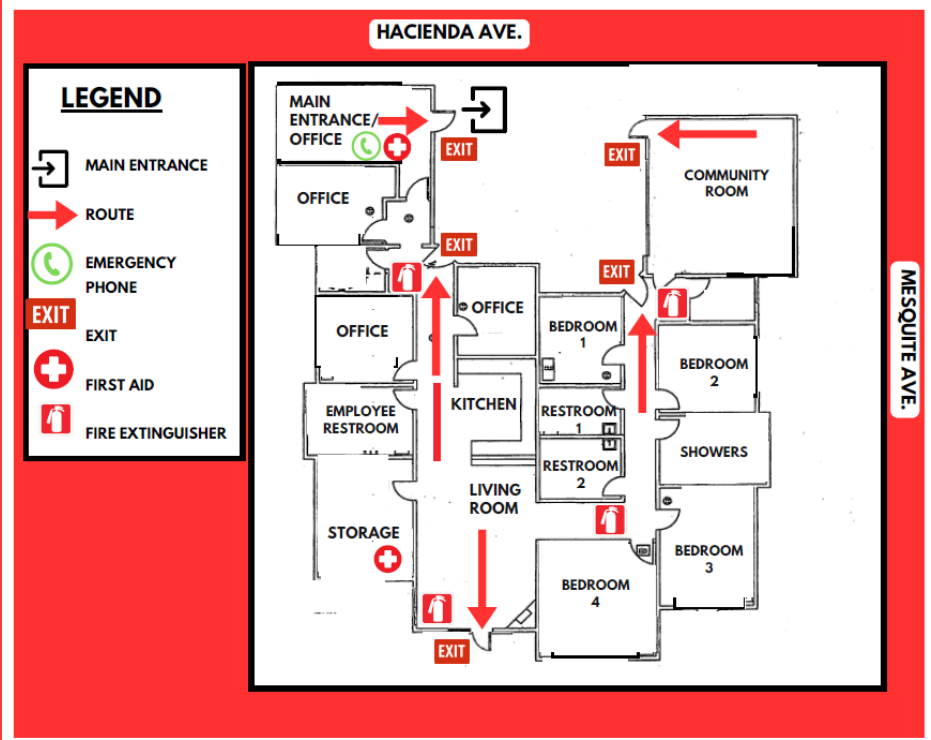 HACIENDA AVE.
LEGEND
MAIN ENTRANCE
ROUTE
EMERGENCY
PHONE
EXIT
EXIT
FIRST AID
FIRE EXTINGUISHER
MAIN
ENTRANCE/
OFFICE
EXIT
EXIT
COMMUNITY
ROOM
OFFICE
EXIT
EXIT
MESQUITE AVE.
OFFICE
OFFICE
BEDROOM
1
BEDROOM
2
EMPLOYEE
RESTROOM
KITCHEN
RESTROOM
1
RESTROOM
2
SHOWERS
LIVING
ROOM
STORAGE
BEDROOM
3
BEDROOM
4
EXIT